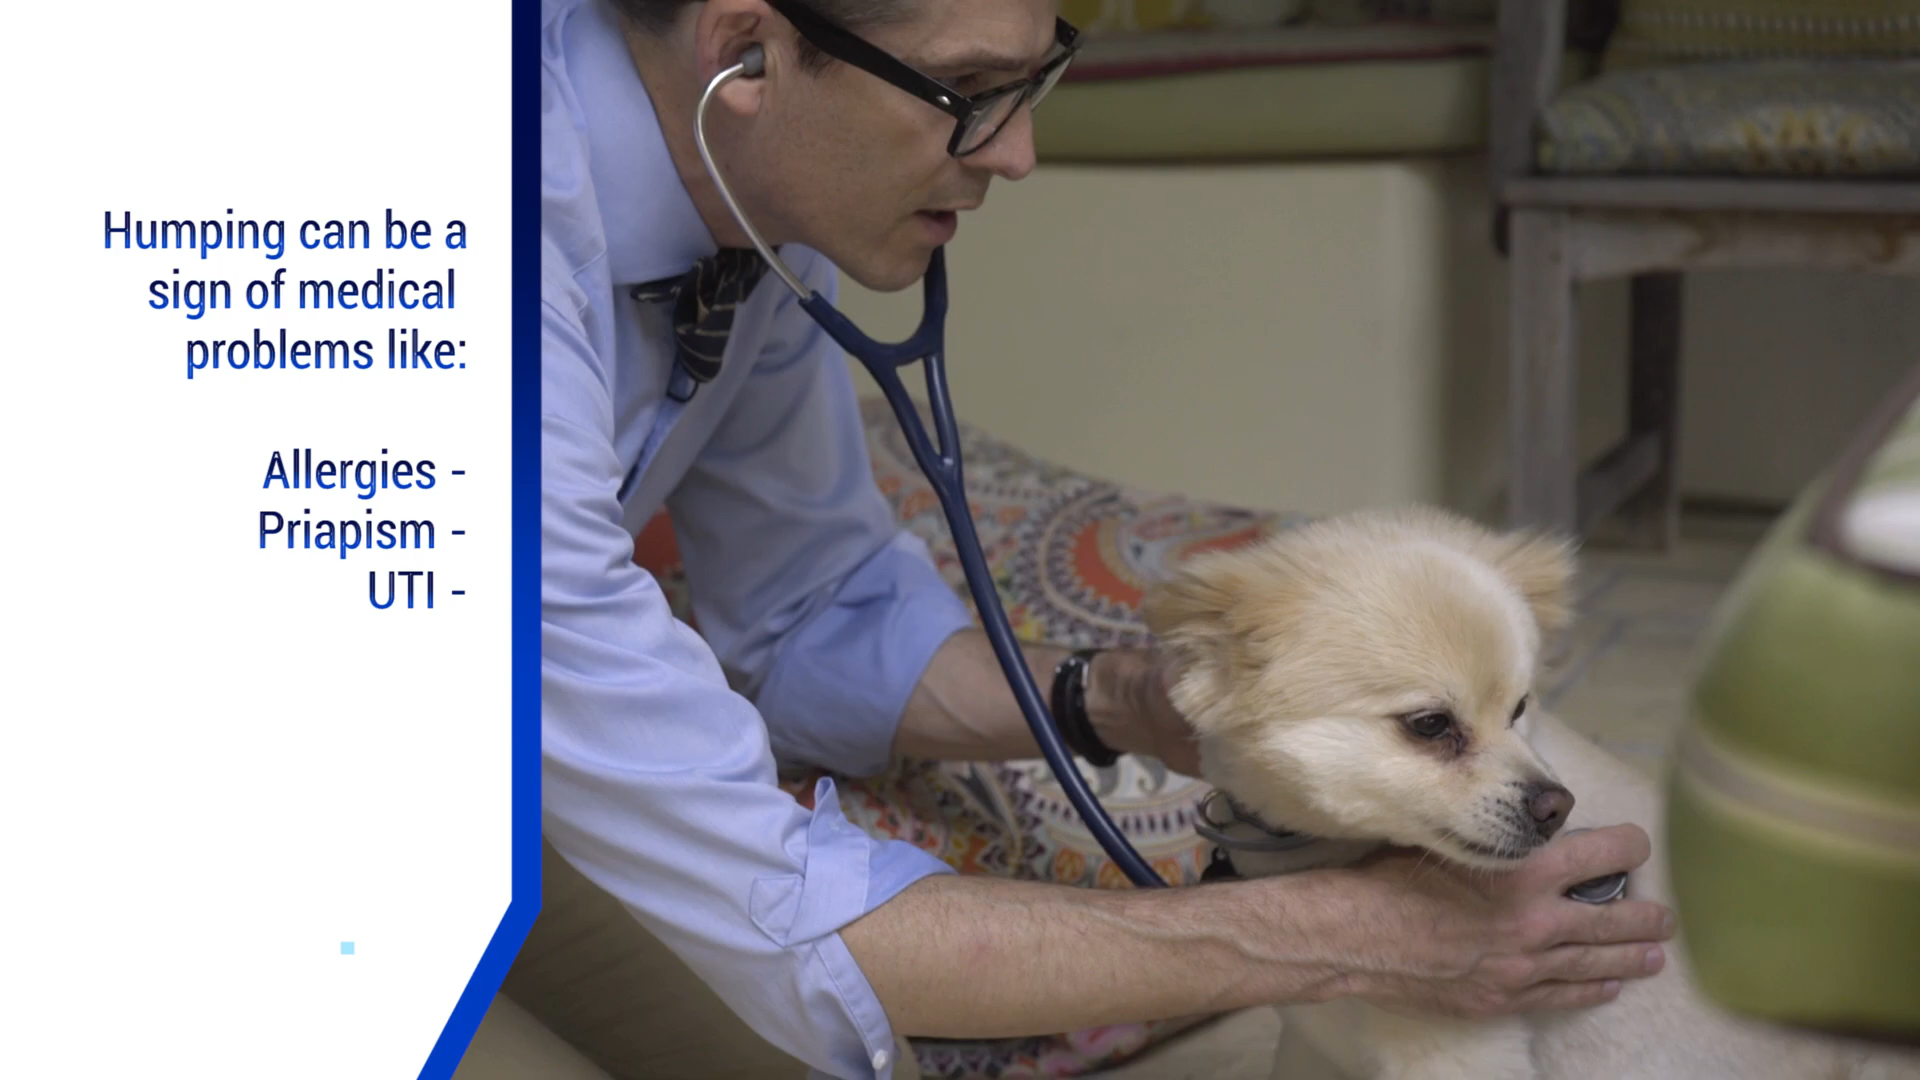 Humping can be a
sign of medical
problems like:
Allergies -
Priapism -
UTI -